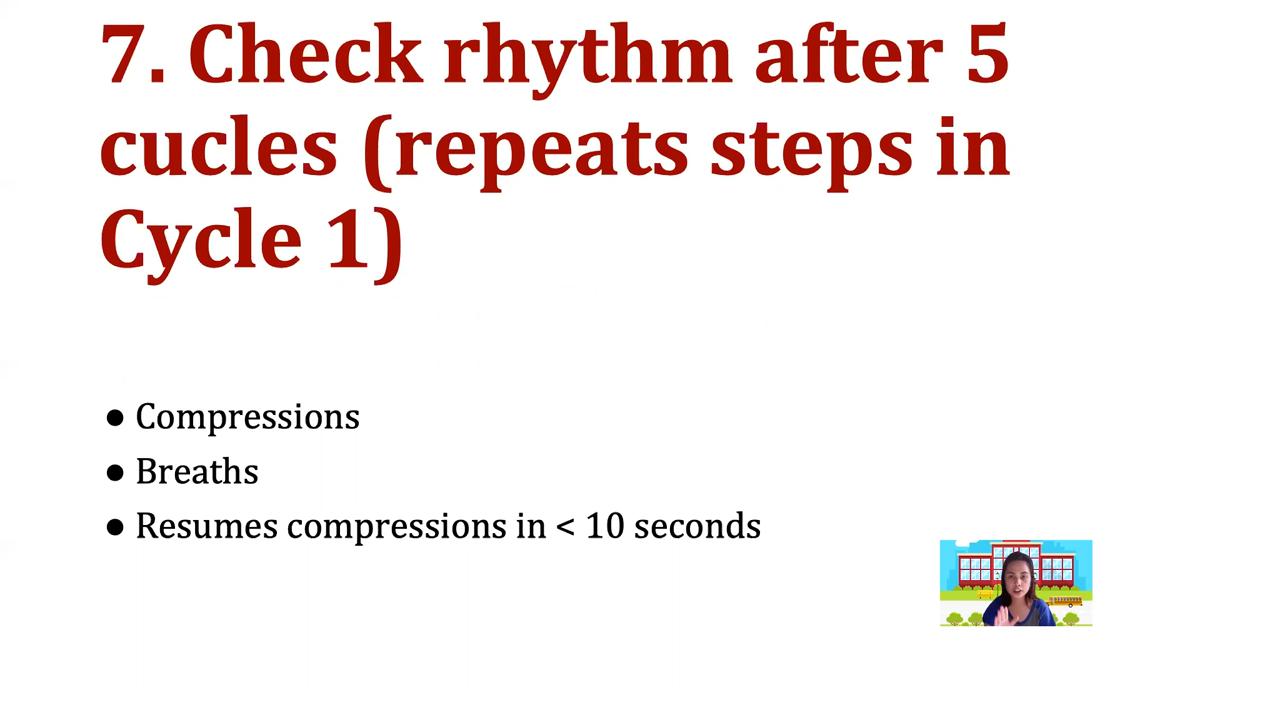 7. Check rhythm after 5
cucles (repeats steps in
Cycle 1)
● Compressions
● Breaths
● Resumes compressions in < 10 seconds